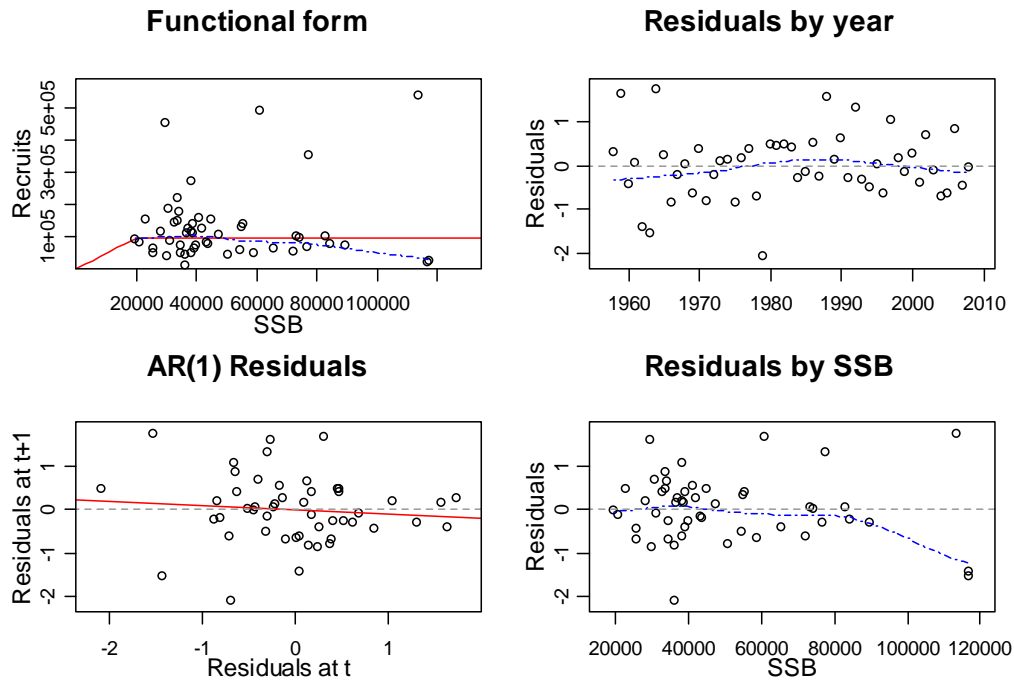 Functional form
Recruits
1e+05
3e+05
5e+05
20000 40000 60000 80000 100000
SSB
Residuals by year
Residuals
-2 -1 0 1
1960 1970 1980 1990 2000 2010
AR(1) Residuals
Residuals at t+1
-2 -1 0 1
-2 -1 0 1
Residuals at t
Residuals by SSB
Residuals
-2 -1 0 1
20000 40000 60000 80000 100000 120000
SSB